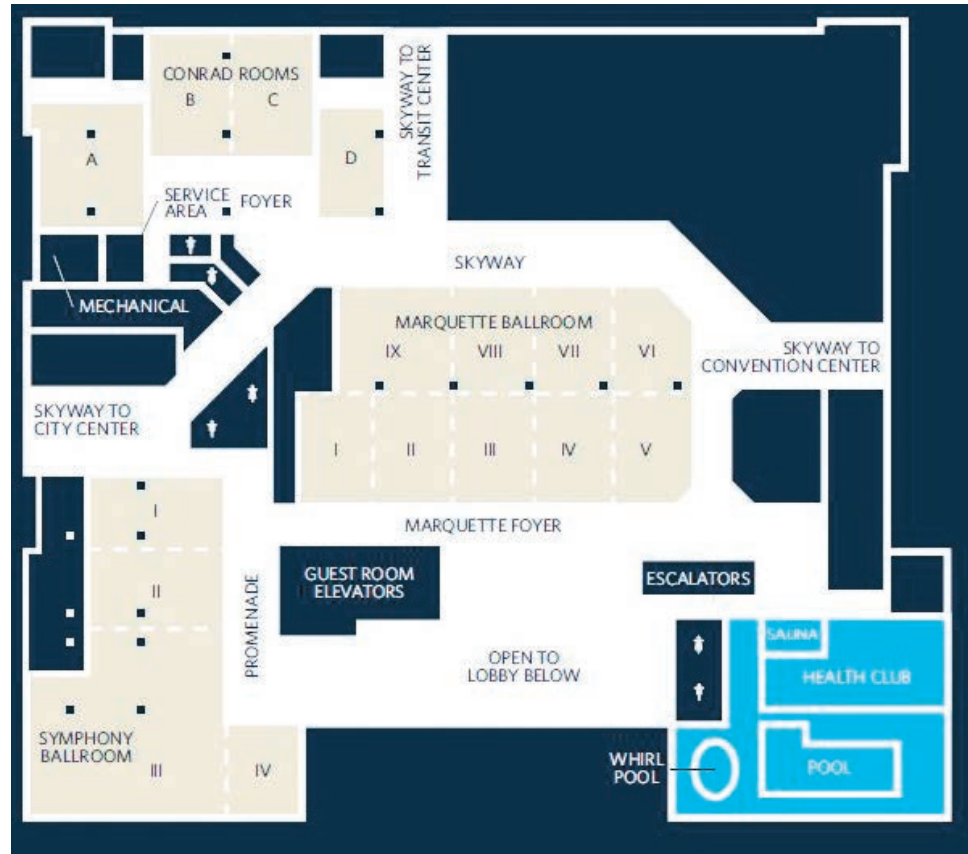 CONRAD ROOMS
B
C
A
D
SKYWAY TO
TRANSIT CENTER
SERVICE
AREA
FOYER
SKYWAY
MECHANICAL
MARQUETTE BALLROOM
IX
VIII
VII
VI
SKYWAY TO
CONVENTION CENTER
SKYWAY TO
CITY CENTER
I
II
III
IV
V
MARQUETTE FOYER
I
II
PROMENADE
GUEST ROOM
ELEVATORS
ESCALATORS
OPEN TO
LOBBY BELOW
SAUNA
HEALTH CLUB
SYMPHONY
BALLROOM
III
IV
WHIRL
POOL
POOL